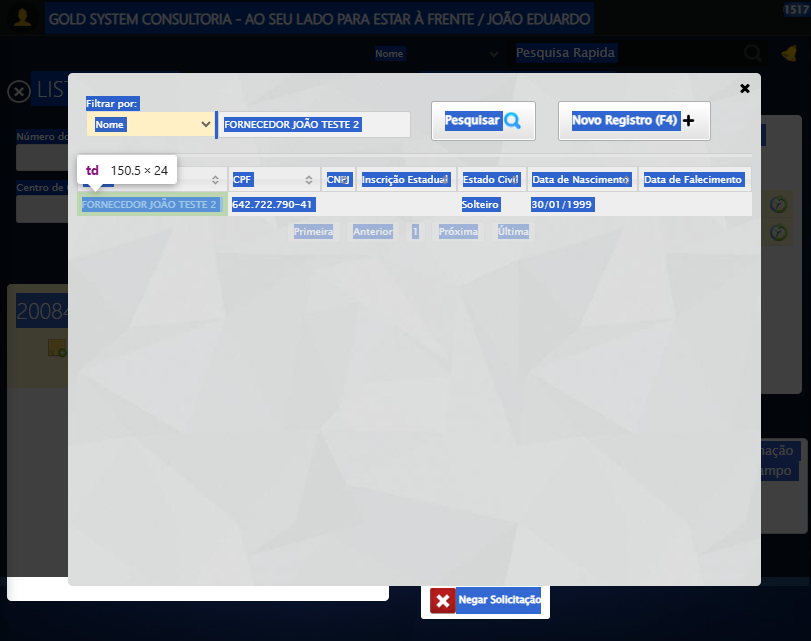 GOLD SYSTEM CONSULTORIA - AO SEU LADO PARA ESTAR À FRENTE / JOÃO EDUARDO
1517
Nome
Pesquisa Rapida
LIS
Filtrar por:
Nome
FORNECEDOR JOÃO TESTE 2
Pesquisar
Novo Registro (F4)
Número do
Centro de
td 150.5 × 24
CPF
CNPJ
Inscrição Estadual
Estado Civil
Data de Nascimento
Data de Falecimento
FORNECEDOR JOÃO TESTE 2
642.722.790-41
Solteiro
30/01/1999
Primeira
Anterior
1
Próxima
Última
20084
mação
ampo
Negar Solicitação